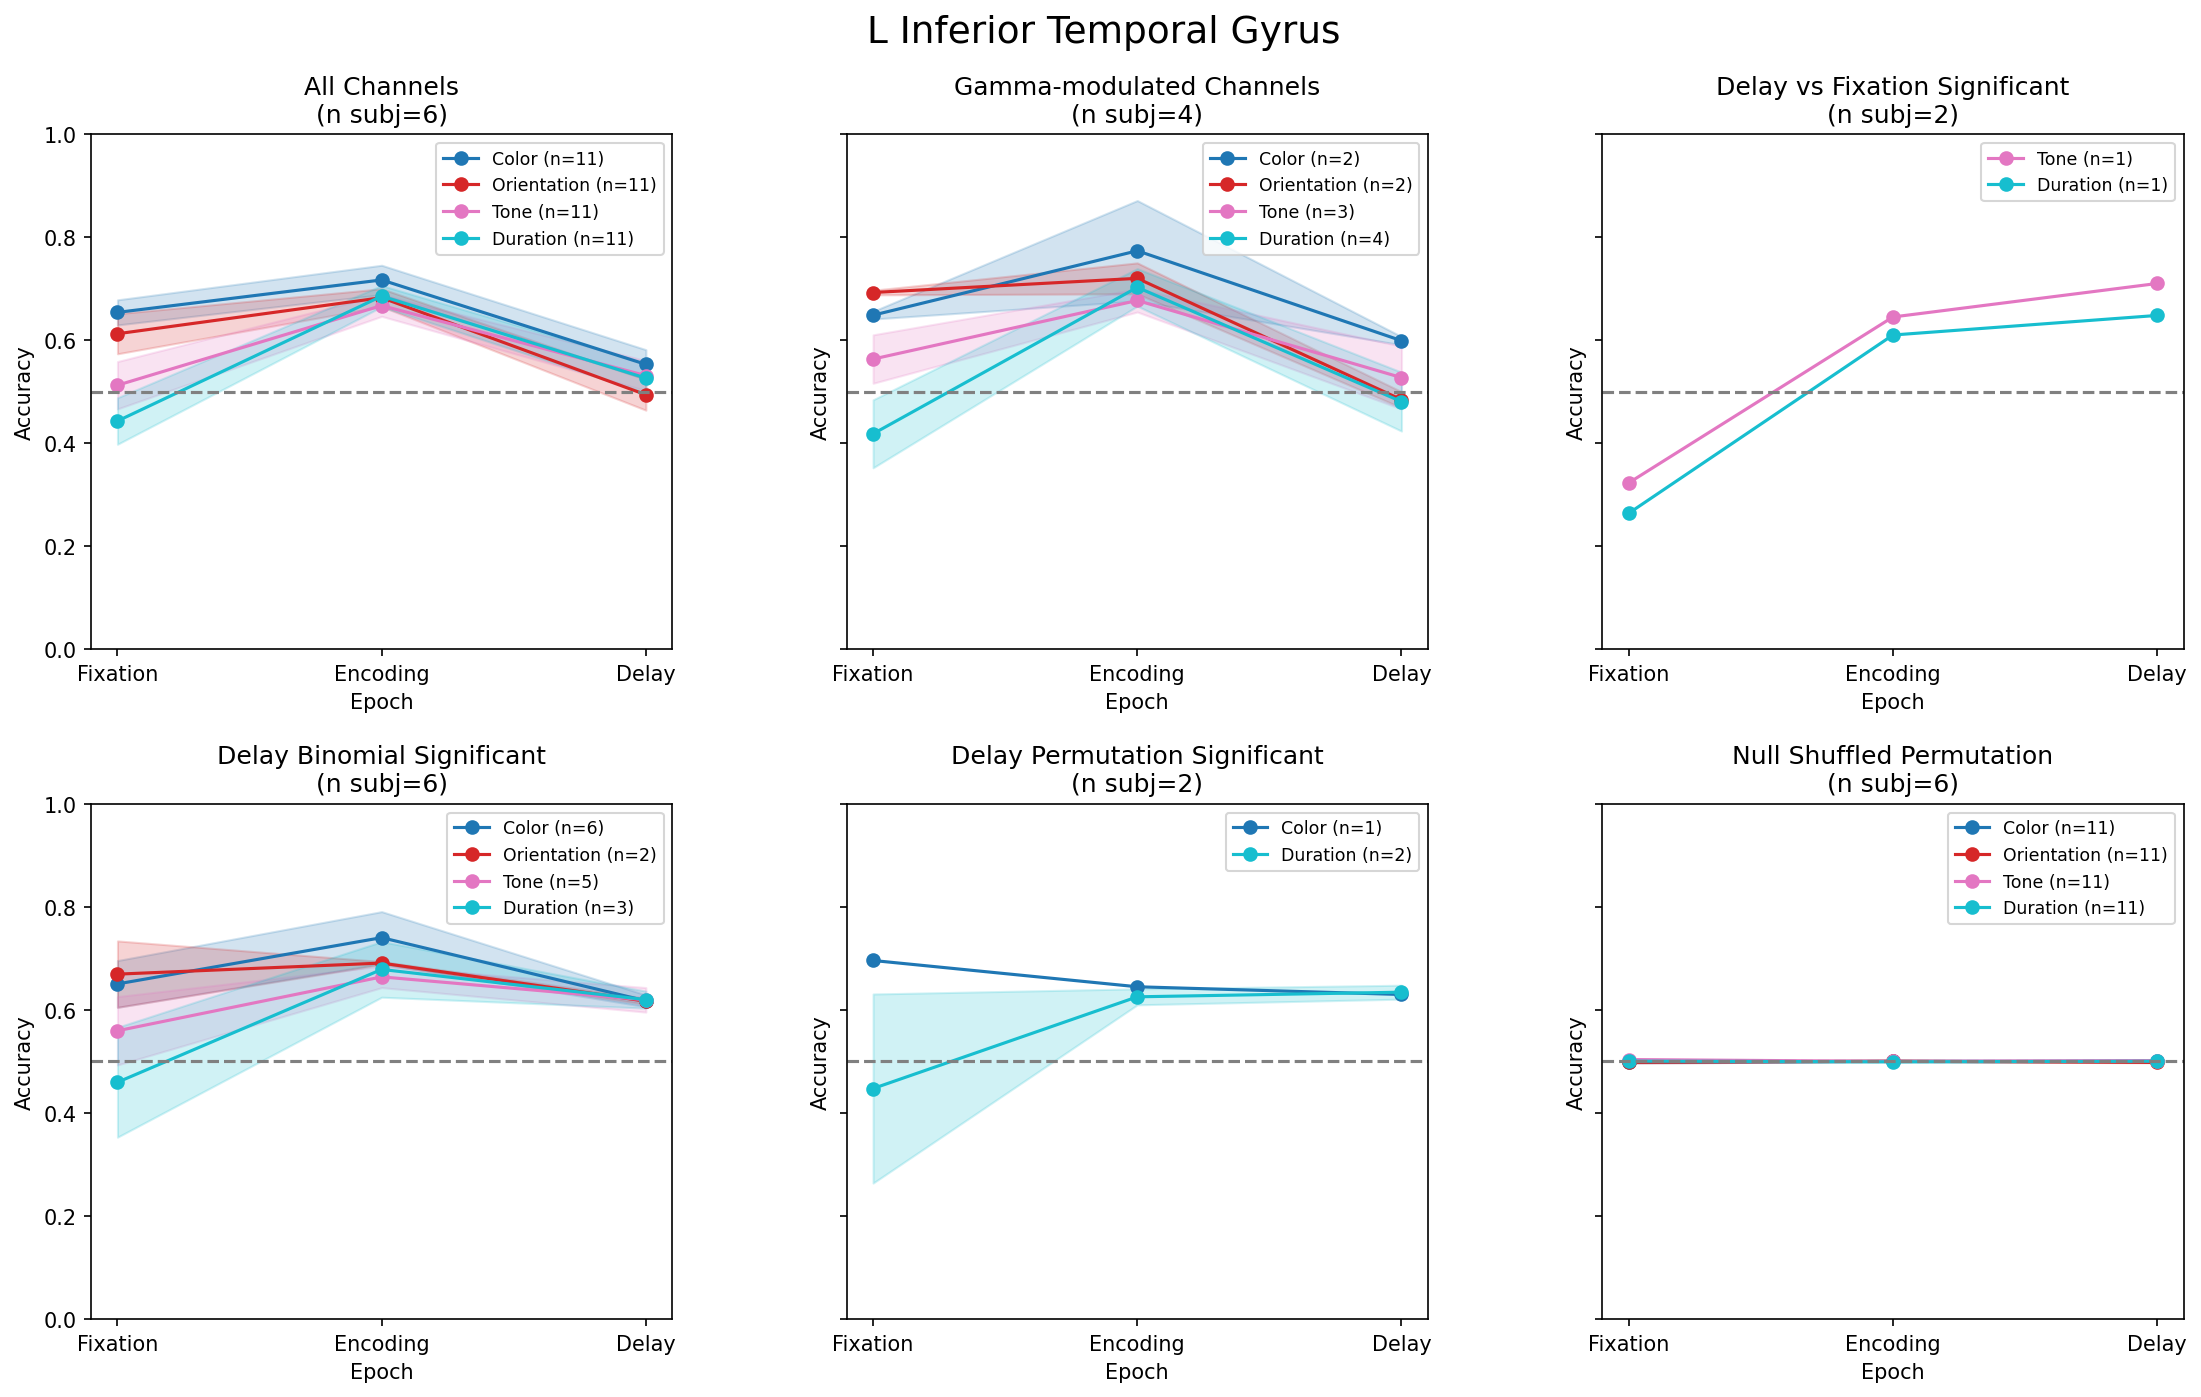 L Inferior Temporal Gyrus
All Channels
(n subj=6)
Accuracy
1.0
0.8
0.6
0.4
0.2
0.0
Color (n=11)
Orientation (n=11)
Tone (n=11)
Duration (n=11)
Fixation Encoding Delay
Epoch
Gamma-modulated Channels
(n subj=4)
Accuracy
Color (n=2)
Orientation (n=2)
Tone (n=3)
Duration (n=4)
Fixation Encoding Delay
Epoch
Delay vs Fixation Significant
(n subj=2)
Accuracy
Tone (n=1)
Duration (n=1)
Fixation Encoding Delay
Epoch
Delay Binomial Significant
(n subj=6)
Accuracy
1.0
0.8
0.6
0.4
0.2
0.0
Color (n=6)
Orientation (n=2)
Tone (n=5)
Duration (n=3)
Fixation Encoding Delay
Epoch
Delay Permutation Significant
(n subj=2)
Accuracy
Color (n=1)
Duration (n=2)
Fixation Encoding Delay
Epoch
Null Shuffled Permutation
(n subj=6)
Accuracy
Color (n=11)
Orientation (n=11)
Tone (n=11)
Duration (n=11)
Fixation Encoding Delay
Epoch